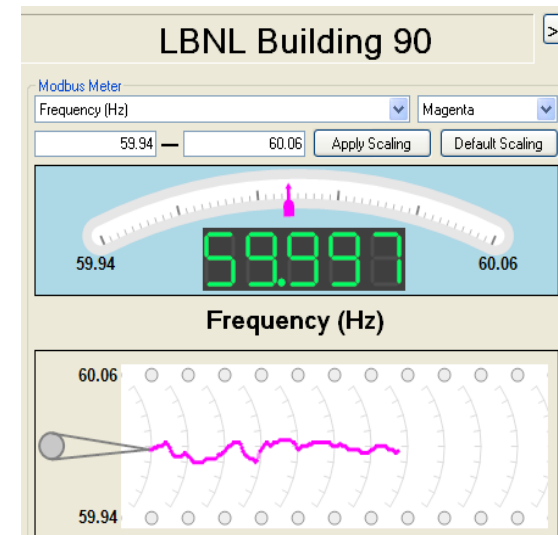 LBNL Building 90
>
Modbus Meter
Frequency (Hz) Magenta
59.94 — 60.06 Apply Scaling Default Scaling
59.94 59.997 60.06
Frequency (Hz)
60.06
59.94